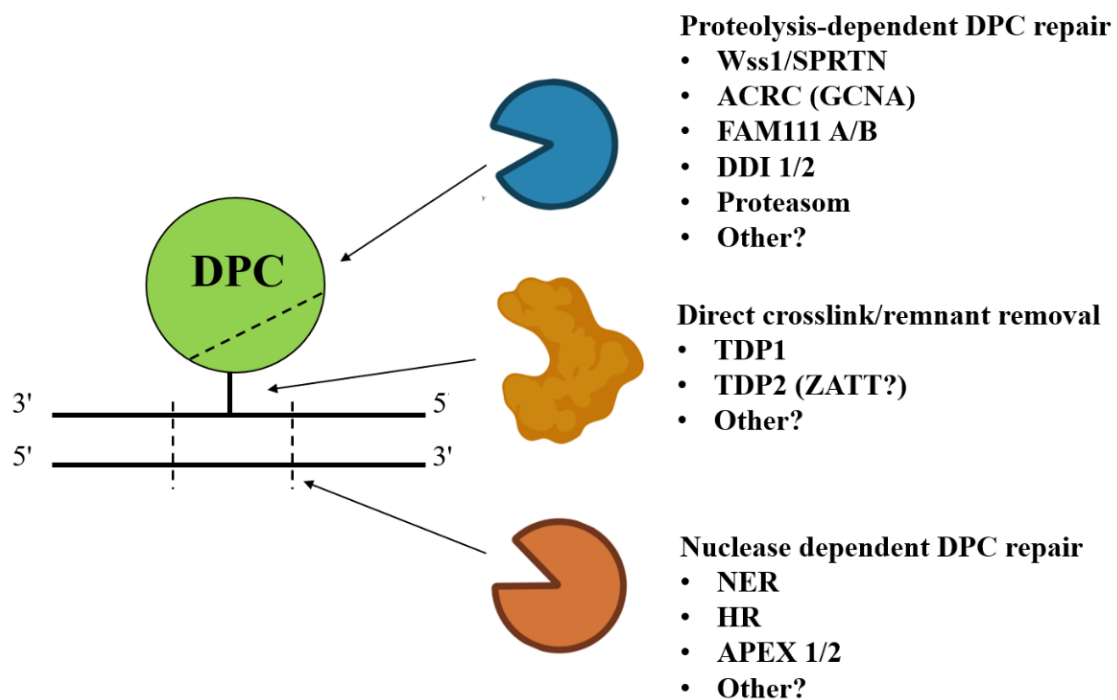 Proteolysis-dependent DPC repair
• Wss1/SPRTN
• ACRC (GCNA)
• FAM111 A/B
• DDI 1/2
• Proteasom
• Other?
DPC
Direct crosslink/remnant removal
• TDP1
• TDP2 (ZATT?)
• Other?
3' 5'
5' 3'
Nuclease dependent DPC repair
• NER
• HR
• APEX 1/2
• Other?